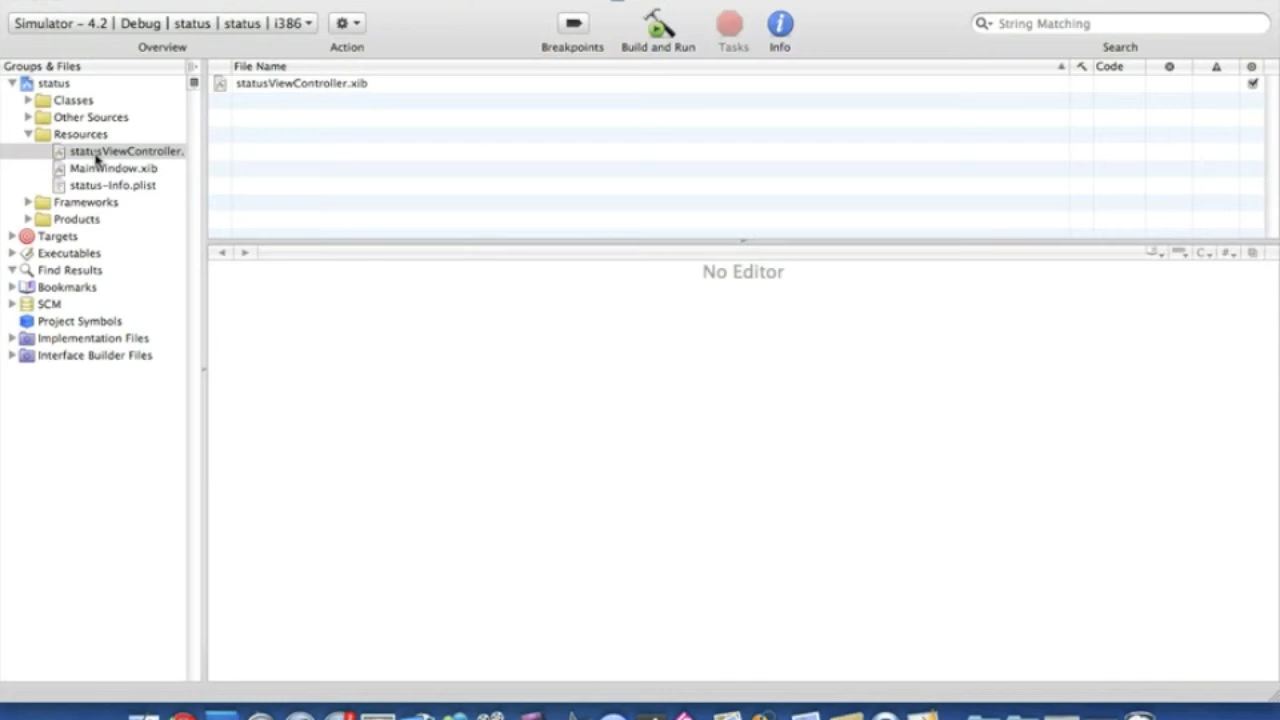 Simulator - 4.2 | Debug | status | status | i386
String Matching
Overview
Action
Breakpoints
Build and Run
Tasks
Info
Search
Groups & Files
File Name
Code
status
statusViewController.xib
Classes
Other Sources
Resources
statusViewController.
MainWindow.xib
status-Info.plist
Frameworks
Products
Targets
Executables
Find Results
No Editor
Bookmarks
SCM
Project Symbols
Implementation Files
Interface Builder Files